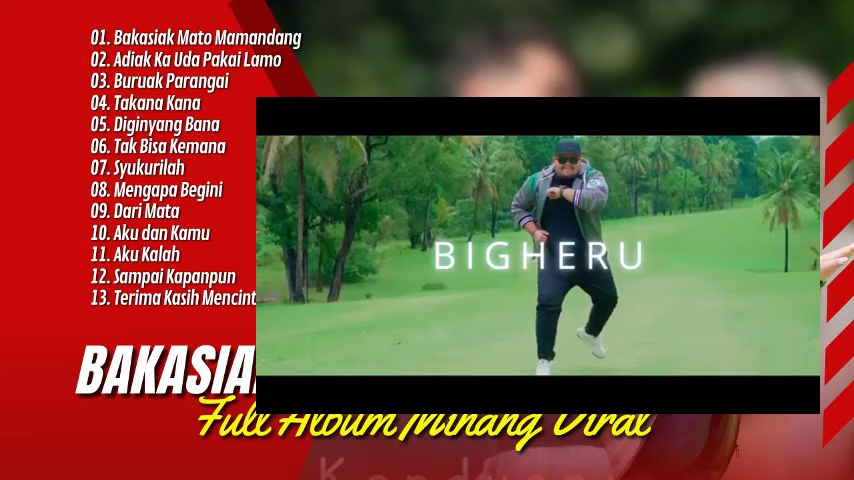 01. Bakasiak Mato Mamandang
02. Adiak Ka Uda Pakai Lamo
03. Buruak Parangai
04. Takana Kana
05. Diginyang Bana
06. Tak Bisa Kemana
07. Syukurilah
08. Mengapa Begini
09. Dari Mata
10. Aku dan Kamu
11. Aku Kalah
12. Sampai Kapanpun
13. Terima Kasih Mencint
BIGHERU
BAKASIA
Full Album Minang Viral